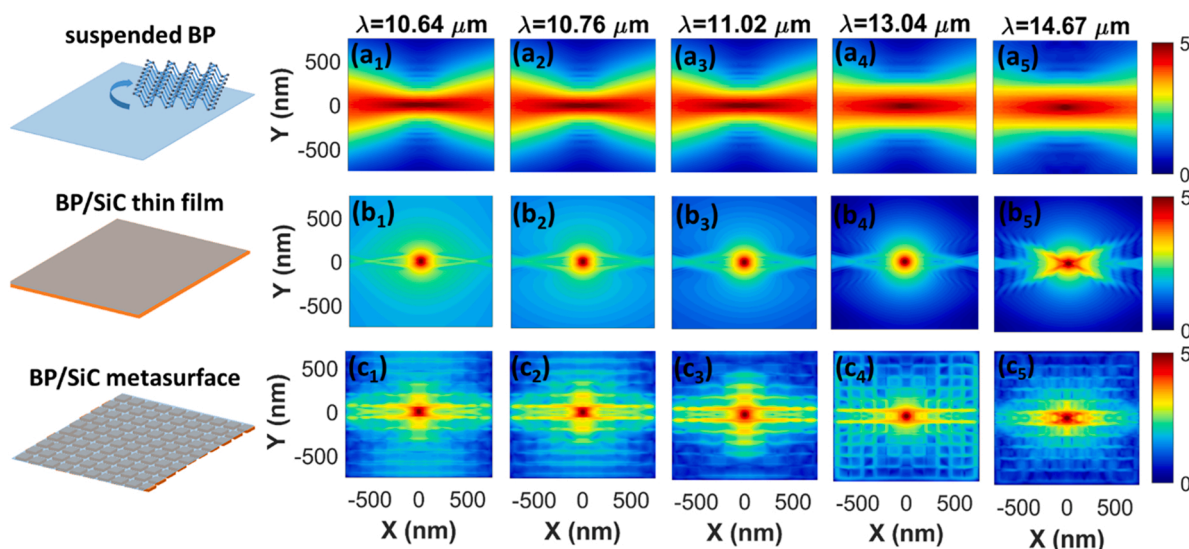 λ=10.64 μm λ=10.76 μm λ=11.02 μm λ=13.04 μm λ=14.67 μm
suspended BP
500 (a₁) (a₂) (a₃) (a₄) (a₅) 5
Y (nm) 0
-500
0
BP/SiC thin film
500 (b₁) (b₂) (b₃) (b₄) (b₅) 5
Y (nm) 0
-500
0
BP/SiC metasurface
500 (c₁) (c₂) (c₃) (c₄) (c₅) 5
Y (nm) 0
-500
0
-500 0 500 -500 0 500 -500 0 500 -500 0 500 -500 0 500
X (nm) X (nm) X (nm) X (nm) X (nm)